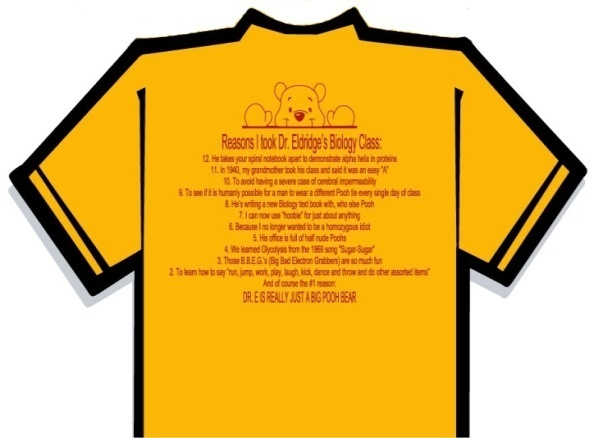 Reasons I took Dr. Eldridge's Biology Class:
12. He takes your spiral notebook apart to demonstrate alpha helix in proteins
11. In 1940, my grandmother took his class and said it was an easy "A"
10. To avoid having a severe case of cerebral impermeability
9. To see if it is humanly possible for a man to wear a different Pooh tie every single day of class
8. He's writing a new Biology text book with, who else Pooh
7. I can now use "hoobie" for just about anything
6. Because I no longer wanted to be a homozygous idiot
5. His office is full of half nude Poohs
4. We learned Glycolysis from the 1969 song "Sugar-Sugar"
3. Those B.B.E.G.'s (Big Bad Electron Grabbers) are so much fun
2. To learn how to say "run, jump, work, play, laugh, kick, dance and throw and do other assorted items"
And of course the #1 reason:
DR. E IS REALLY JUST A BIG POOH BEAR